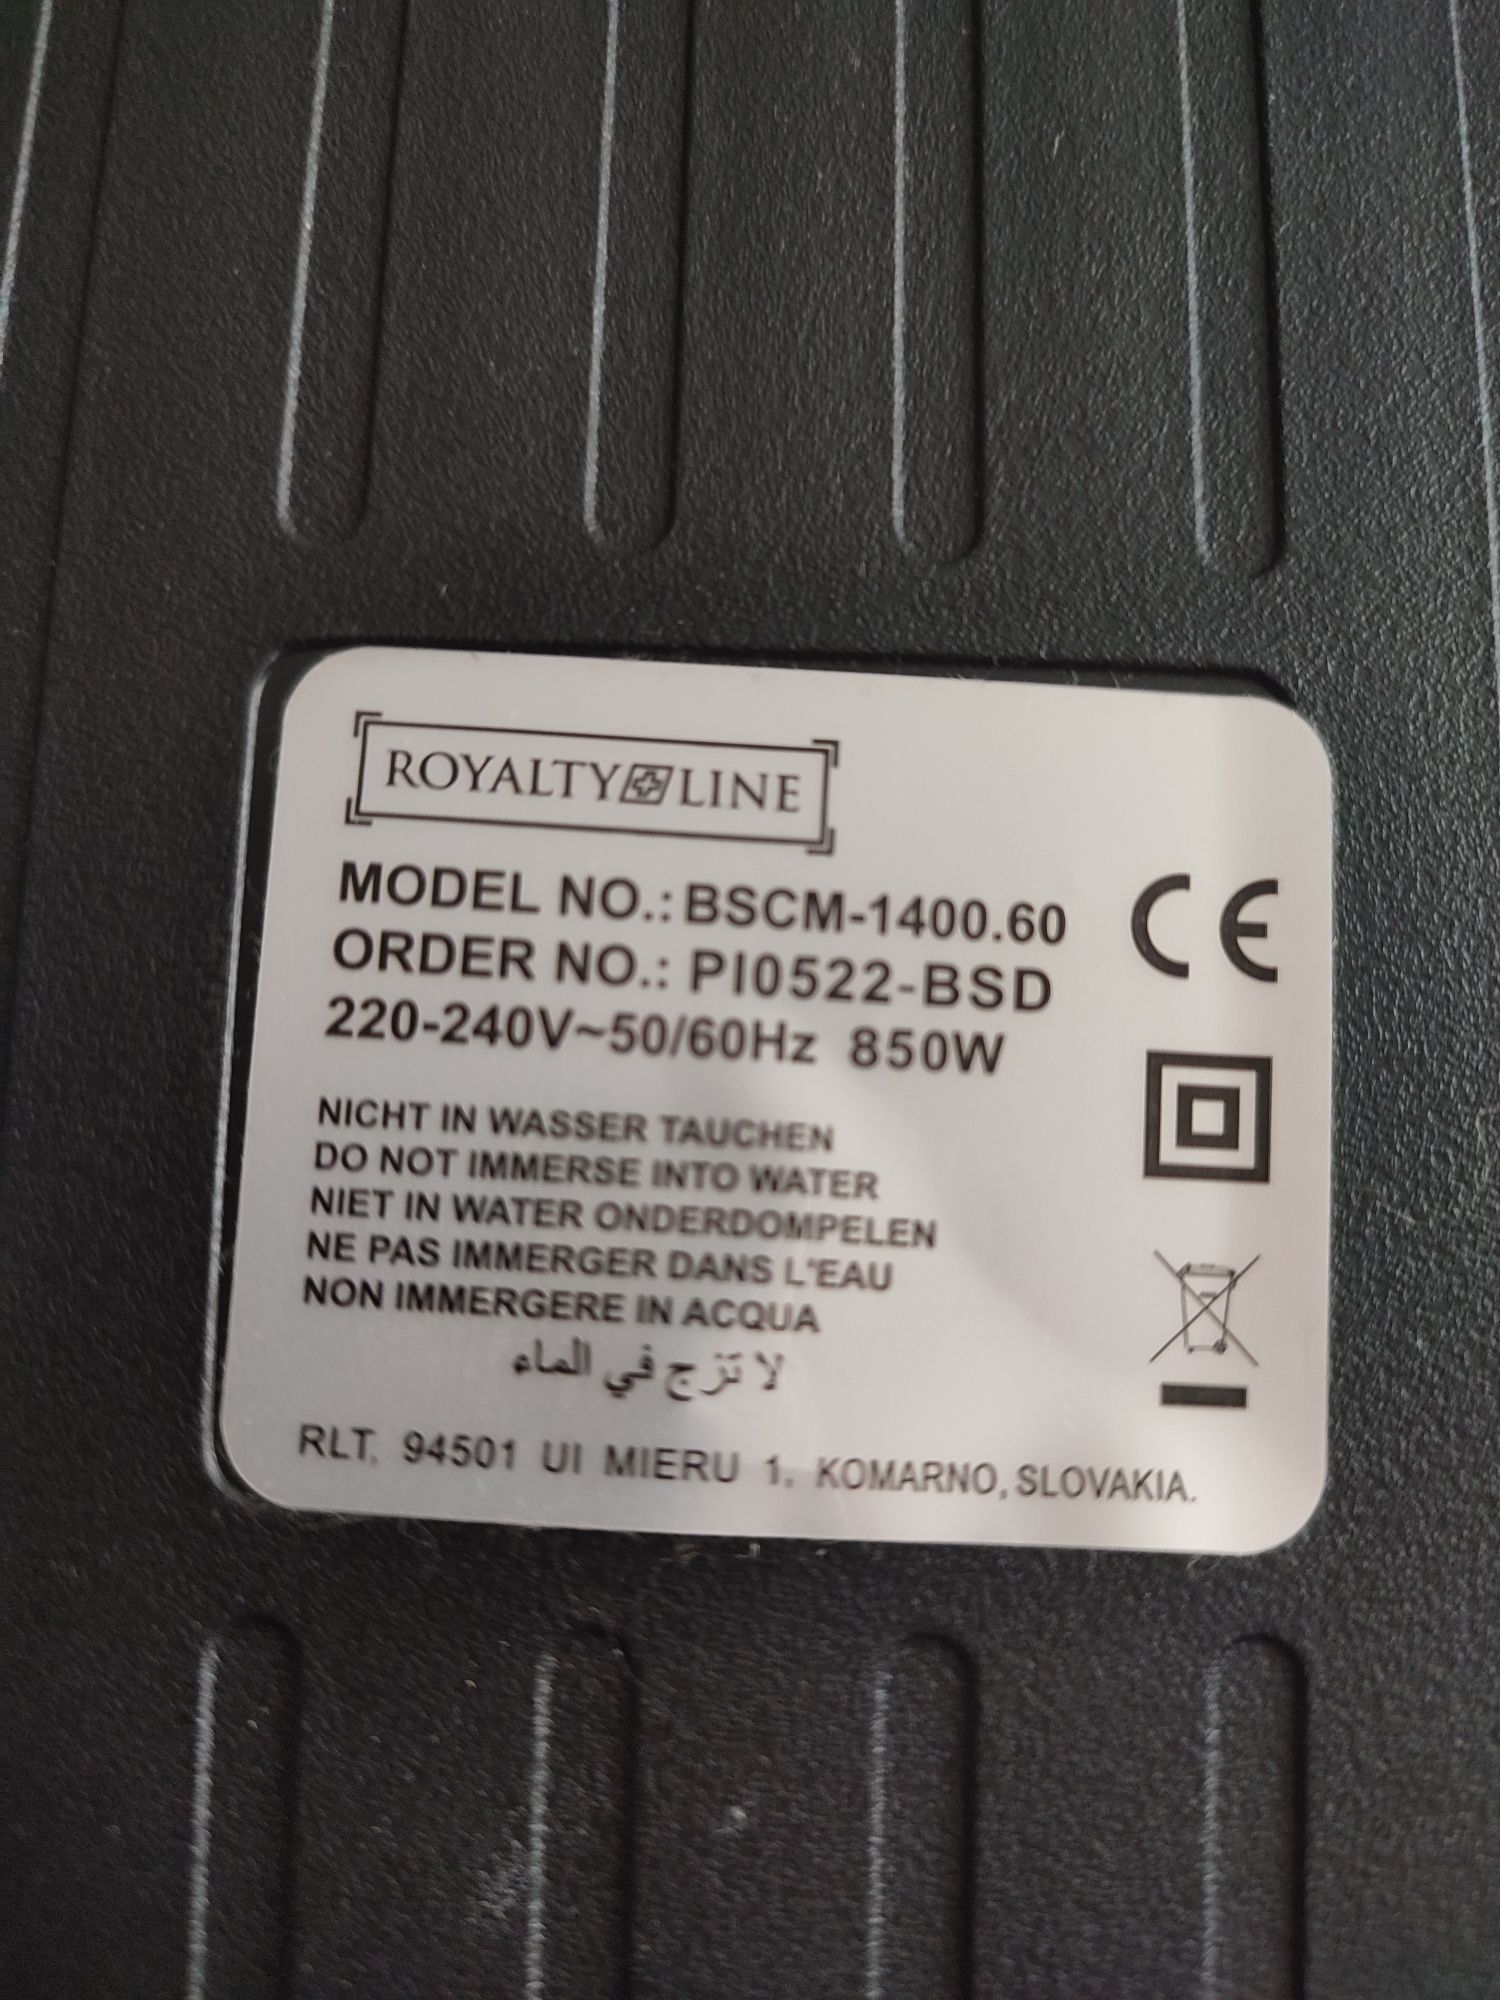 ROYALTY LINE
MODEL NO.: BSCM-1400.60
ORDER NO.: PI0522-BSD
220-240V~50/60Hz 850W
NICHT IN WASSER TAUCHEN
DO NOT IMMERSE INTO WATER
NIET IN WATER ONDERDOMPELEN
NE PAS IMMERGER DANS L'EAU
NON IMMERGERE IN ACQUA
لا تزج في الماء
RLT. 94501 UI MIERU 1. KOMARNO, SLOVAKIA.
CE